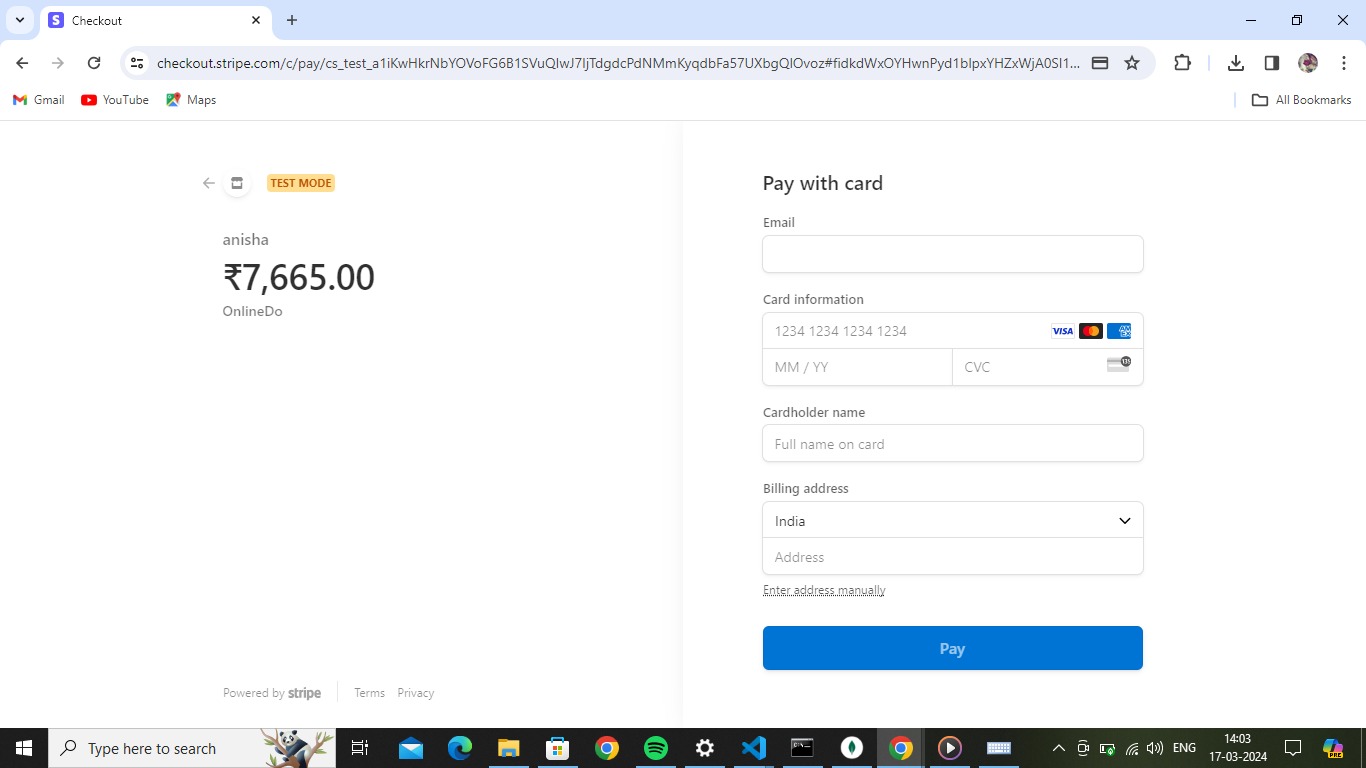 Checkout
checkout.stripe.com/c/pay/cs_test_a1iKwHkrNbYOVoFG6B1SVuQIwJ7IjTdgdcPdNMmKyqdbFa57UXbgQIOvoz#fidkdWxOYHwnPyd1blpxYHZxWjA0Sl1...
Gmail YouTube Maps All Bookmarks
TEST MODE
anisha
₹7,665.00
OnlineDo
Powered by stripe Terms Privacy
Pay with card
Email
Card information
1234 1234 1234 1234 VISA
MM / YY CVC
Cardholder name
Full name on card
Billing address
India
Address
Enter address manually
Pay
Type here to search
ENG
14:03
17-03-2024